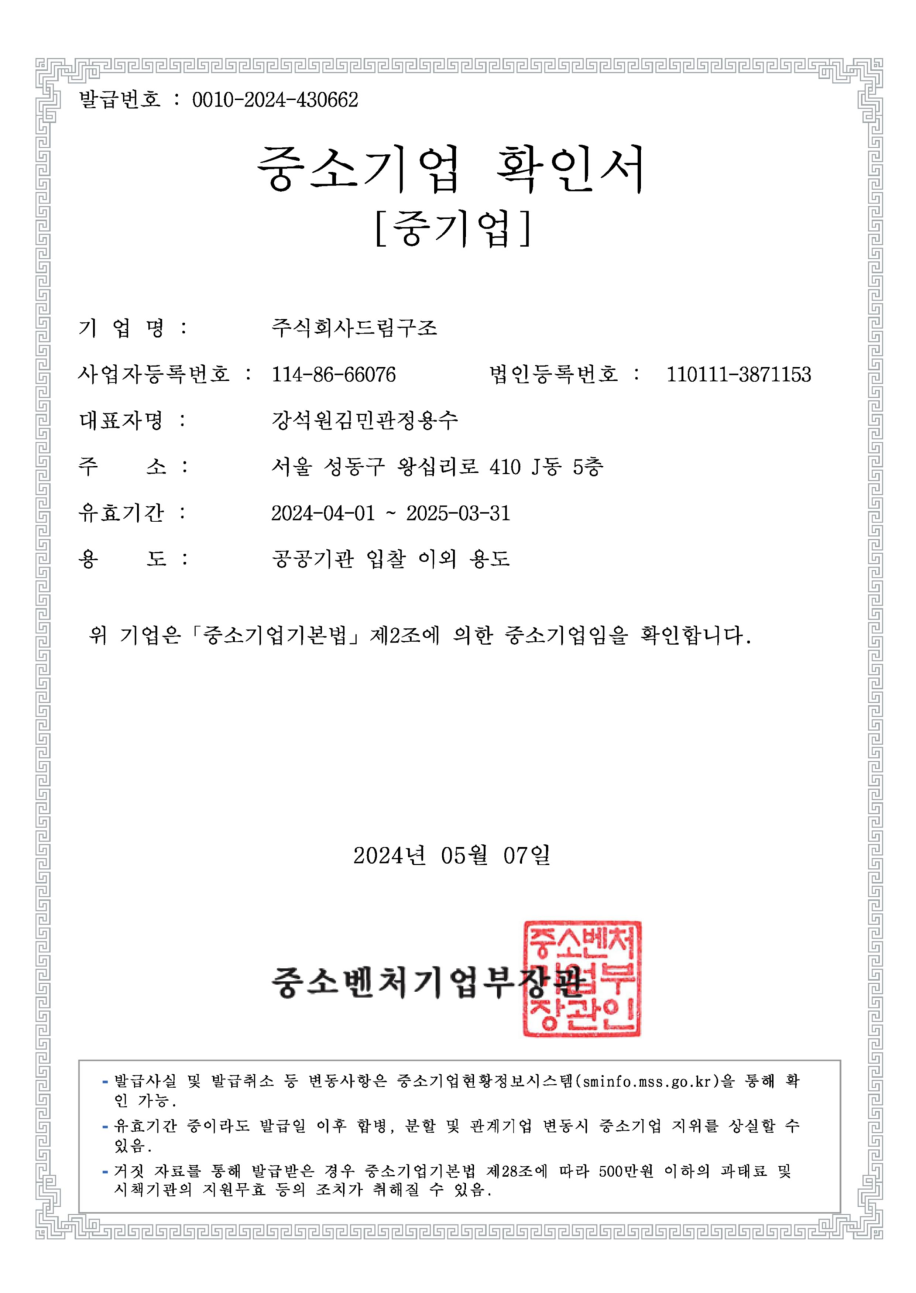 발급번호 : 0010-2024-430662
중소기업 확인서
[중기업]
기 업 명 : 주식회사드림구조
사업자등록번호 : 114-86-66076 법인등록번호 : 110111-3871153
대표자명 : 강석원김민관정용수
주 소 : 서울 성동구 왕십리로 410 J동 5층
유효기간 : 2024-04-01 ~ 2025-03-31
용 도 : 공공기관 입찰 이외 용도
위 기업은「중소기업기본법」제2조에 의한 중소기업임을 확인합니다.
2024년 05월 07일
중소벤처기업부장관
중소벤처
기업부
장관인
- 발급사실 및 발급취소 등 변동사항은 중소기업현황정보시스템(sminfo.mss.go.kr)을 통해 확
인 가능.
- 유효기간 중이라도 발급일 이후 합병, 분할 및 관계기업 변동시 중소기업 지위를 상실할 수
있음.
- 거짓 자료를 통해 발급받은 경우 중소기업기본법 제28조에 따라 500만원 이하의 과태료 및
시책기관의 지원무효 등의 조치가 취해질 수 있음.